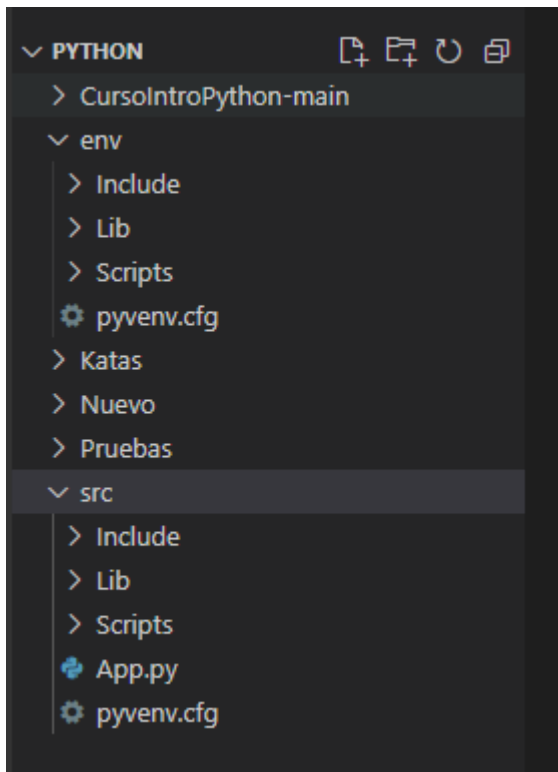 PYTHON
CursoIntroPython-main
env
Include
Lib
Scripts
pyvenv.cfg
Katas
Nuevo
Pruebas
src
Include
Lib
Scripts
App.py
pyvenv.cfg